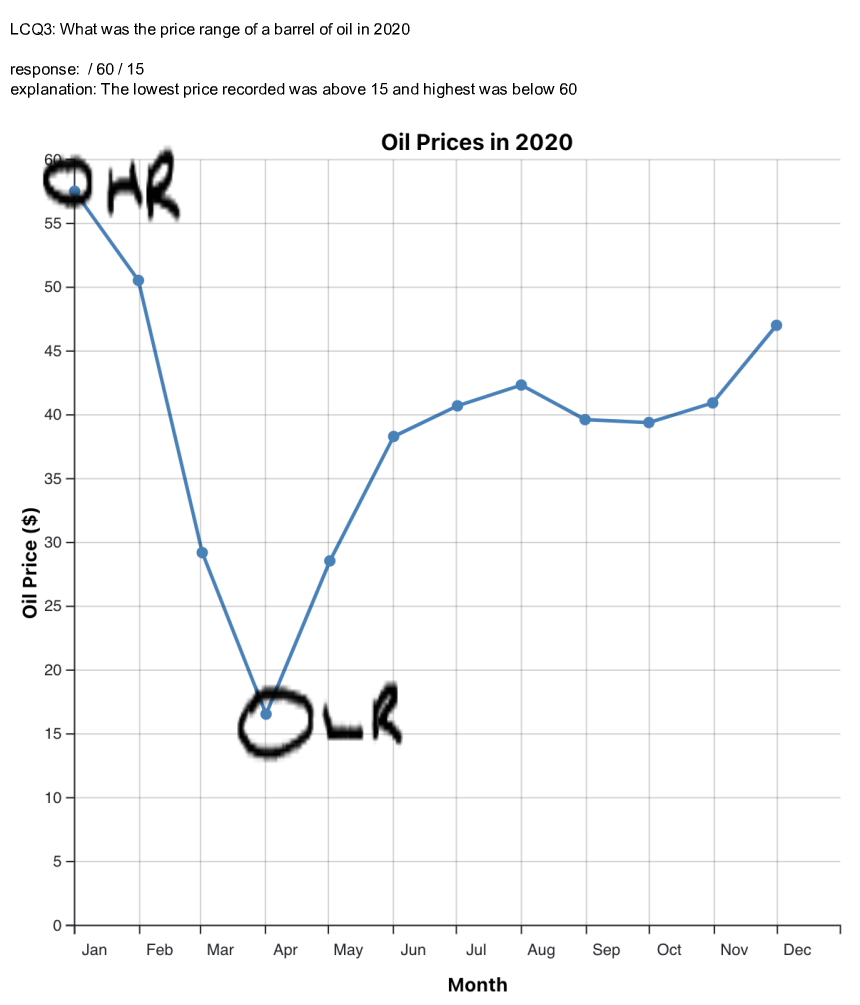 LCQ3: What was the price range of a barrel of oil in 2020
response:  / 60 / 15
explanation: The lowest price recorded was above 15 and highest was below 60
Oil Prices in 2020
60
HR
55
50
45
40
35
30
25
20
LR
15
10
5
0
Oil Price ($)
Jan Feb Mar Apr May Jun Jul Aug Sep Oct Nov Dec
Month